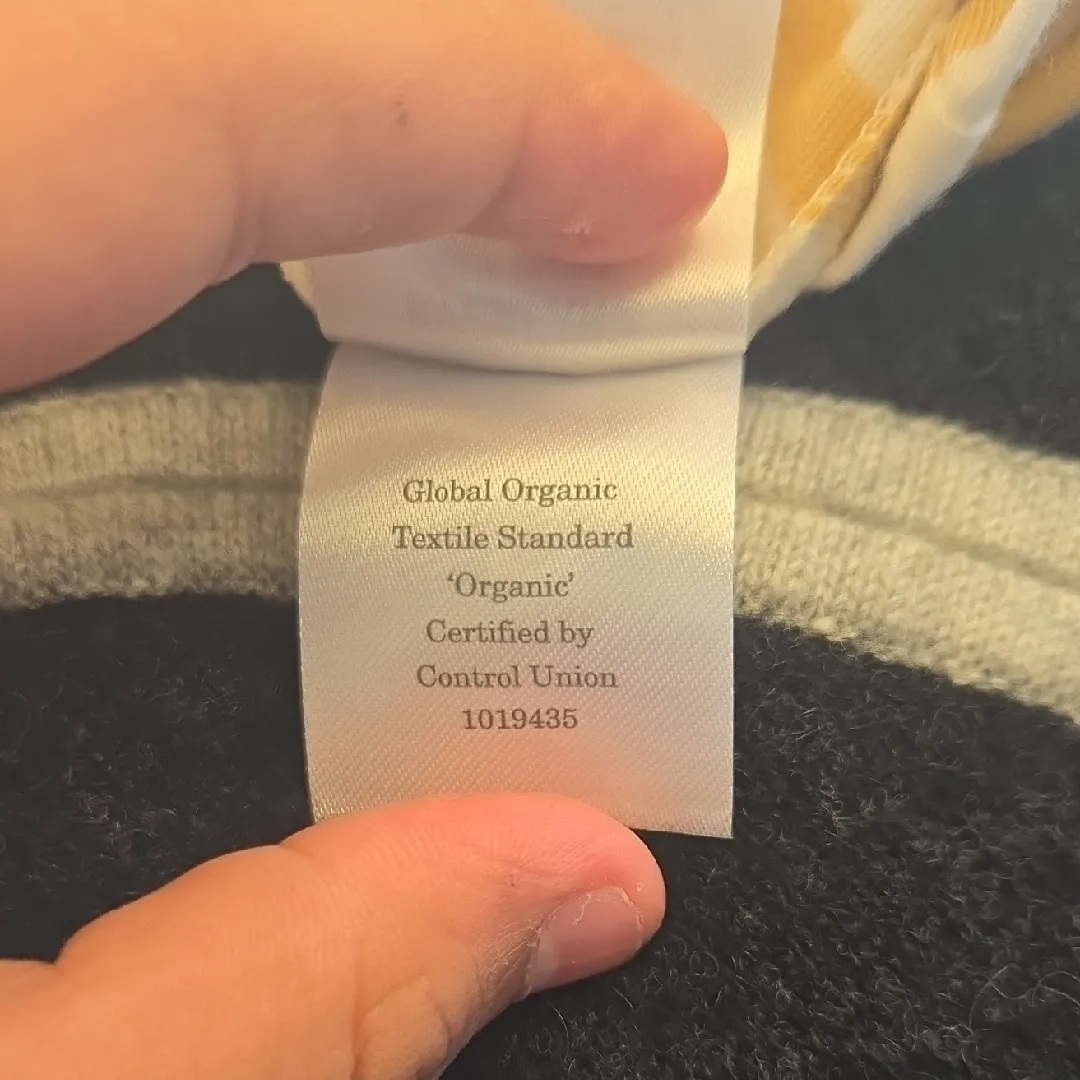 Global Organic
Textile Standard
‘Organic’
Certified by
Control Union
1019435